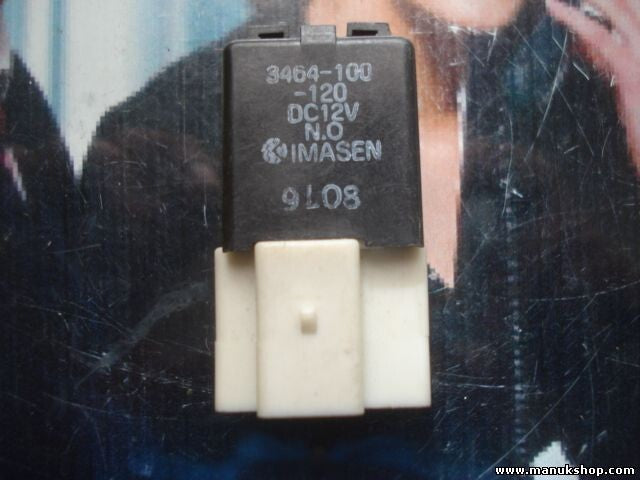 3464-100
-120
DC12V
N.O
IMASEN
9L08
www.manukshop.com